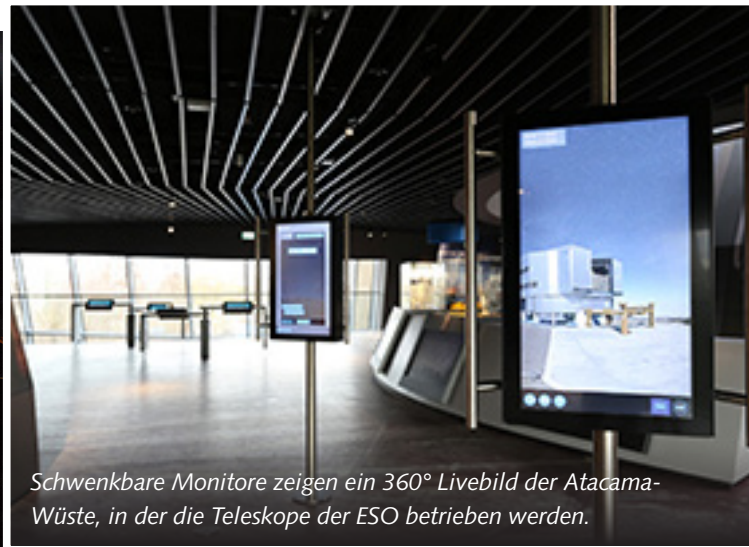 Schwenkbare Monitore zeigen ein 360° Livebild der Atacama-
Wüste, in der die Teleskope der ESO betrieben werden.